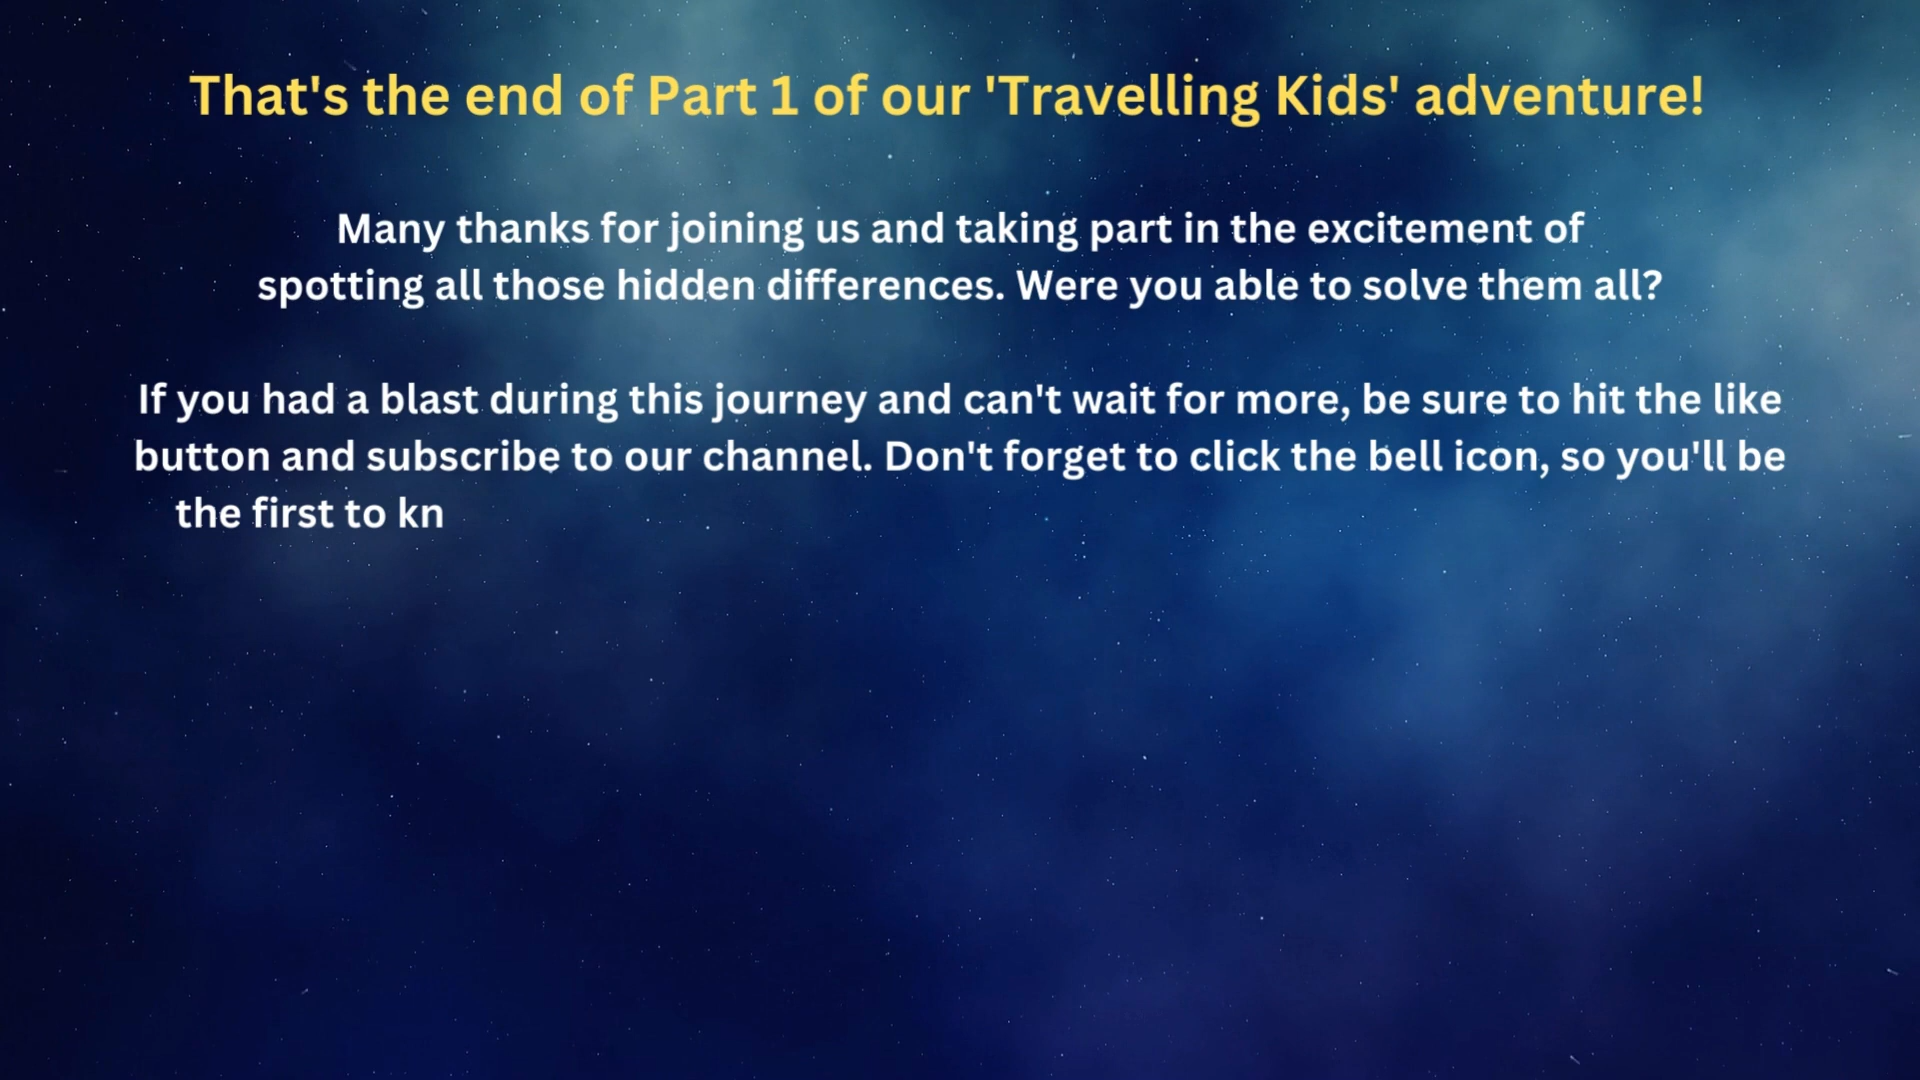 That's the end of Part 1 of our 'Travelling Kids' adventure!
Many thanks for joining us and taking part in the excitement of
spotting all those hidden differences. Were you able to solve them all?
If you had a blast during this journey and can't wait for more, be sure to hit the like
button and subscribe to our channel. Don't forget to click the bell icon, so you'll be
the first to kn